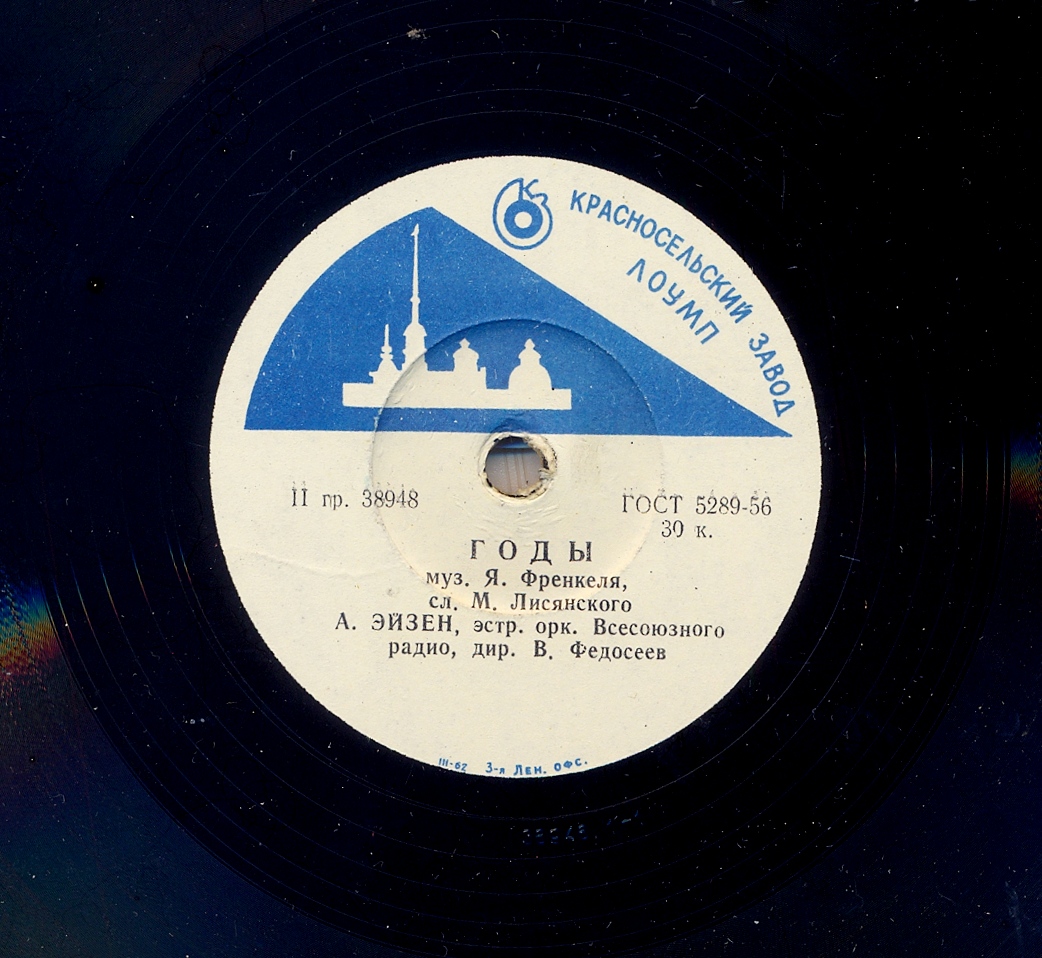 КРАСНОСЕЛЬСКИЙ ЗАВОД
ЛОУМП
II пр. 38948
ГОСТ 5289-56
30 к.
ГОДЫ
муз. Я. Френкеля,
сл. М. Лисянского
А. ЭЙЗЕН, эстр. орк. Всесоюзного
радио, дир. В. Федосеев
III-62 3-я Лен. офс.